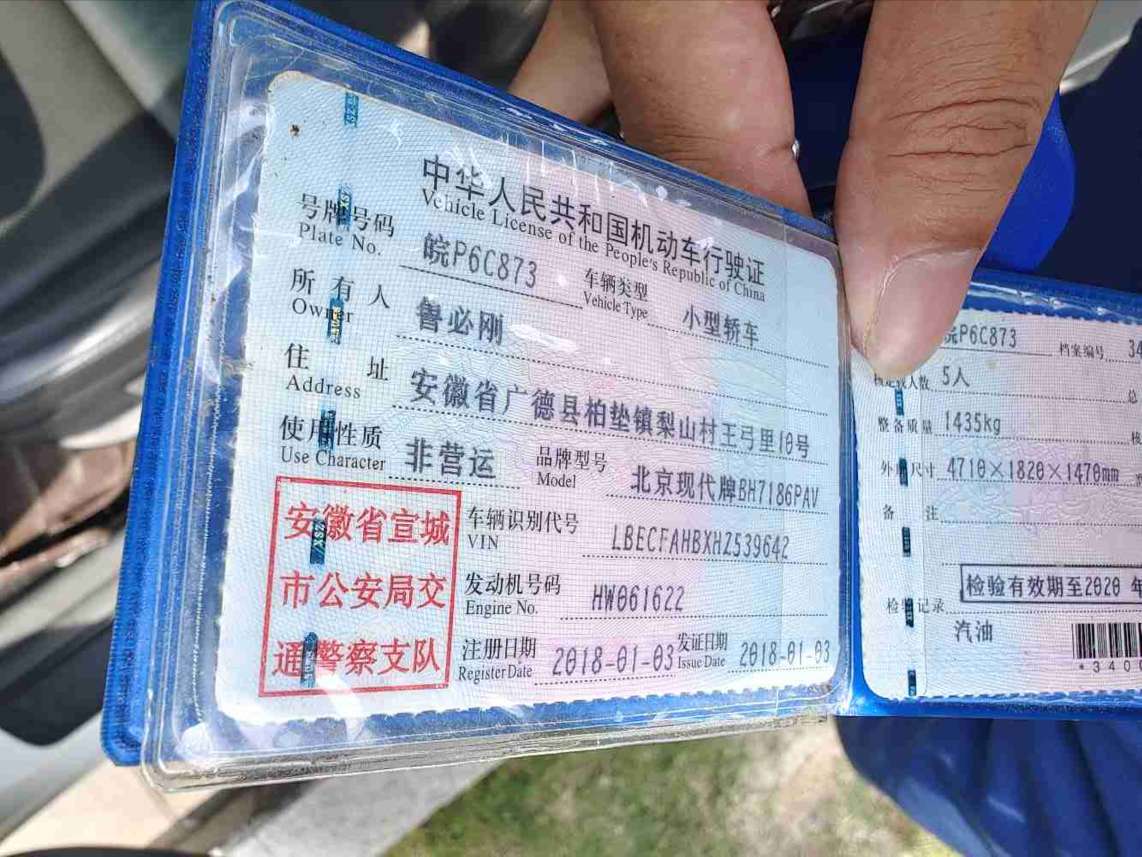 中华人民共和国机动车行驶证
Vehicle License of the People's Republic of China
号牌号码
Plate No.
皖P6C873
车辆类型
Vehicle Type
小型轿车
所有人
Owner
鲁必刚
住址
Address
安徽省广德县柏垫镇梨山村王弓里10号
使用性质
Use Character
非营运
品牌型号
Model
北京现代牌BH7186PAV
安徽省宣城
市公安局交
通警察支队
车辆识别代号
VIN
LBECFAHBXHZ539642
发动机号码
Engine No.
HW061622
注册日期
Register Date
2018-01-03
发证日期
Issue Date
2018-01-03
皖P6C873
档案编号
34
核定载人数
5人
总
整备质量
1435kg
核
外廓尺寸
4710×1820×1470mm
备注
检验有效期至2020 年
检验记录
汽油
*340